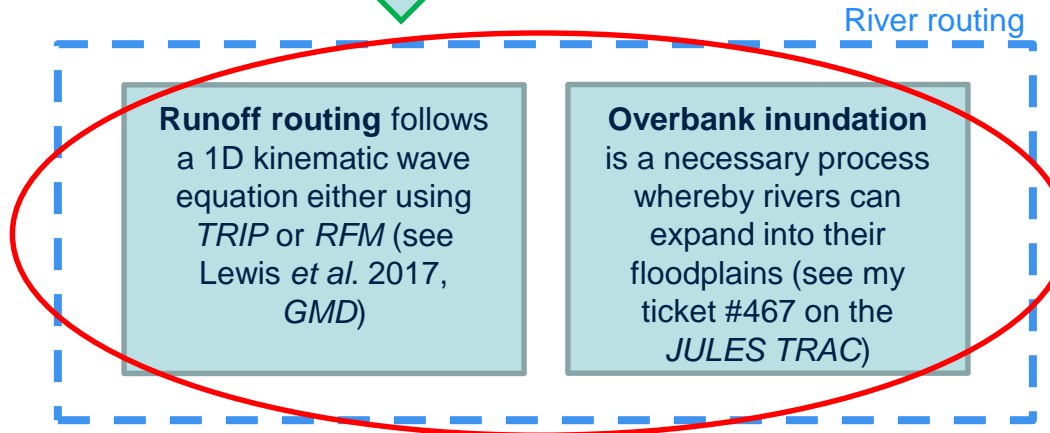 River routing
Runoff routing follows
a 1D kinematic wave
equation either using
TRIP or RFM (see
Lewis et al. 2017,
GMD)
Overbank inundation
is a necessary process
whereby rivers can
expand into their
floodplains (see my
ticket #467 on the
JULES TRAC)